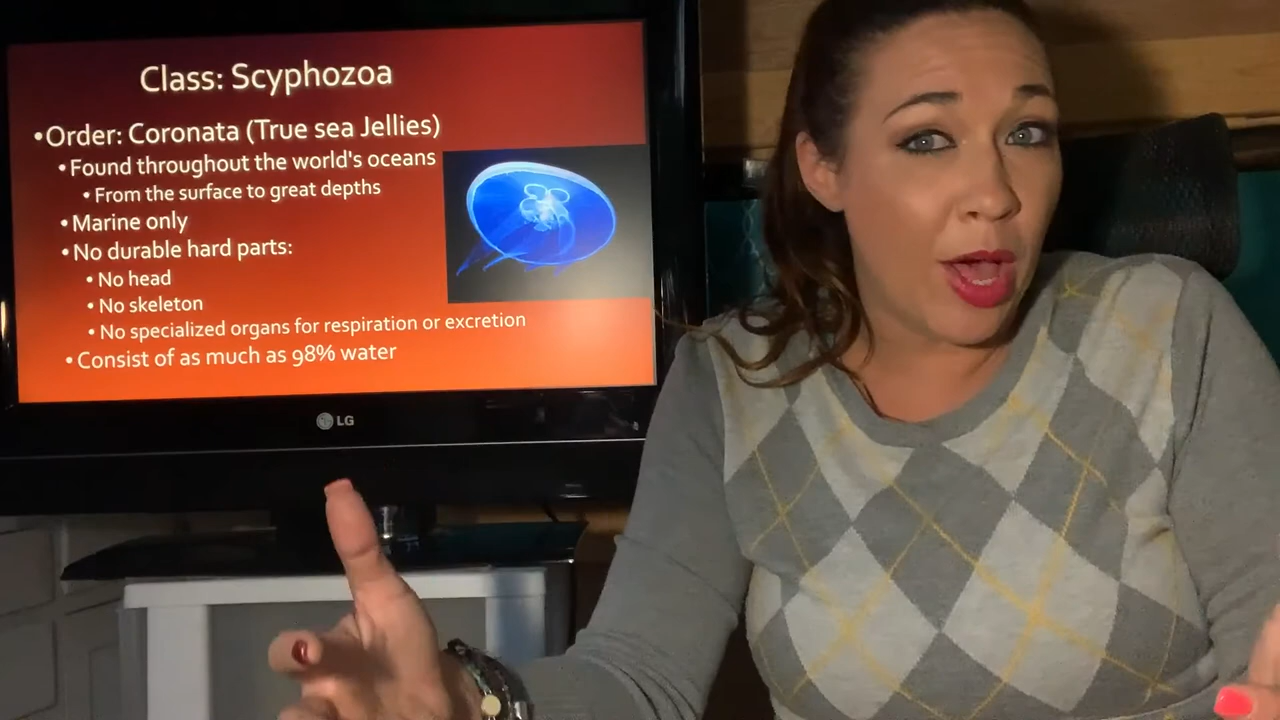 Class: Scyphozoa
•Order: Coronata (True sea Jellies)
•Found throughout the world's oceans
•From the surface to great depths
•Marine only
•No durable hard parts:
•No head
•No skeleton
•No specialized organs for respiration or excretion
•Consist of as much as 98% water
LG